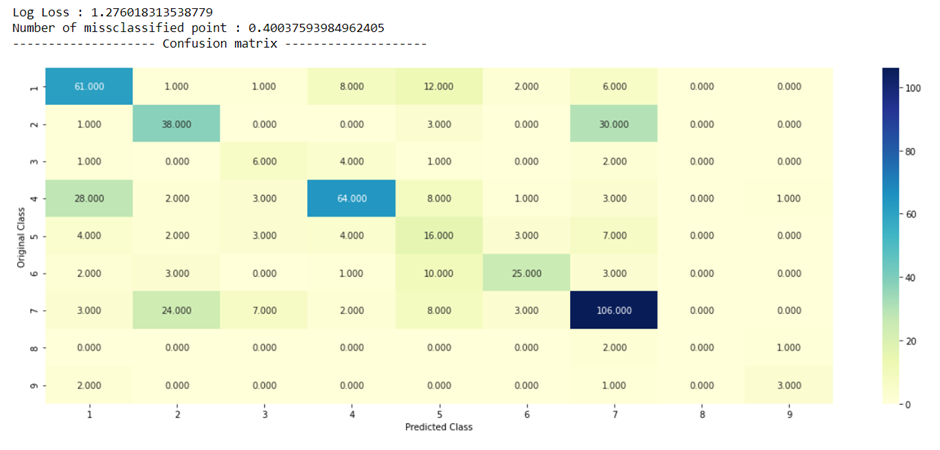 Log Loss : 1.276018313538779
Number of missclassified point : 0.40037593984962405
------------------- Confusion matrix --------------------
1 61.000 1.000 1.000 8.000 12.000 2.000 6.000 0.000 0.000
2 1.000 38.000 0.000 0.000 3.000 0.000 30.000 0.000 0.000
3 1.000 0.000 6.000 4.000 1.000 0.000 2.000 0.000 0.000
4 28.000 2.000 3.000 64.000 8.000 1.000 3.000 0.000 1.000
5 4.000 2.000 3.000 4.000 16.000 3.000 7.000 0.000 0.000
6 2.000 3.000 0.000 1.000 10.000 25.000 3.000 0.000 0.000
7 3.000 24.000 7.000 2.000 8.000 3.000 106.000 0.000 0.000
8 0.000 0.000 0.000 0.000 0.000 0.000 2.000 0.000 1.000
9 2.000 0.000 0.000 0.000 0.000 0.000 1.000 0.000 3.000
1 2 3 4 5 6 7 8 9
Predicted Class
Original Class
100
80
60
40
20
0